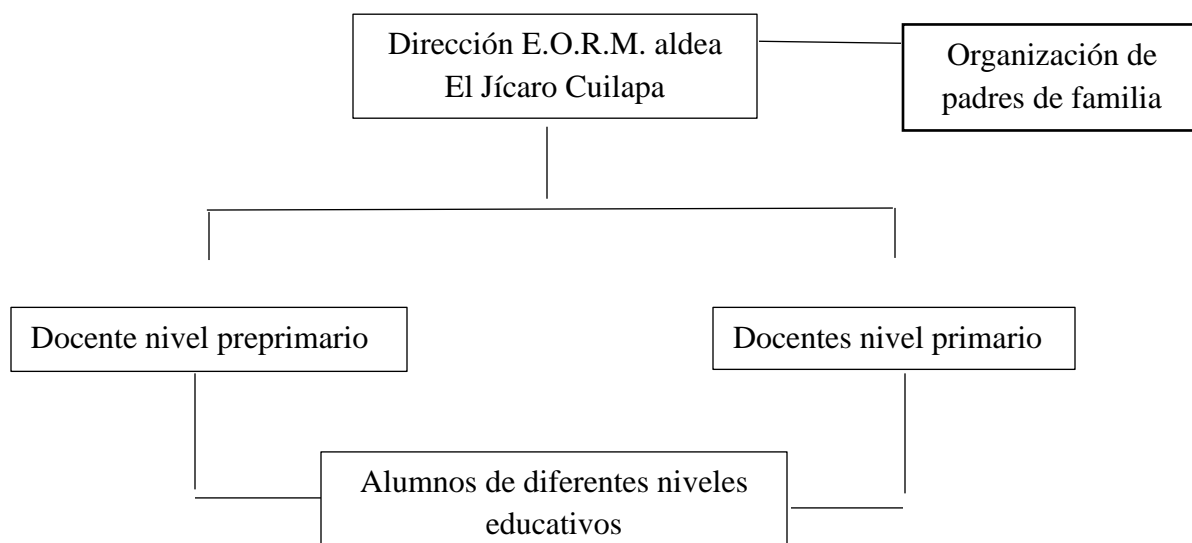 Dirección E.O.R.M. aldea
El Jícaro Cuilapa
Organización de
padres de familia
Docente nivel preprimario
Docentes nivel primario
Alumnos de diferentes niveles
educativos